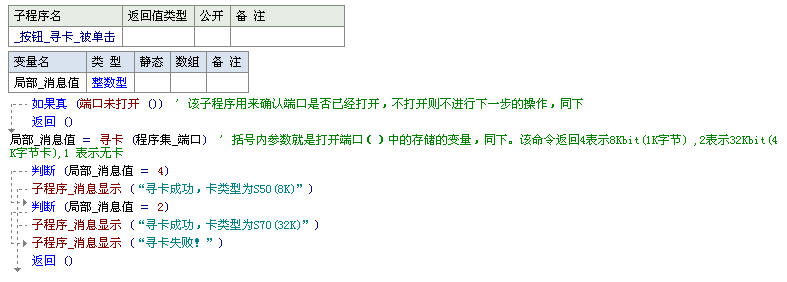 子程序名 返回值类型 公开 备 注
_按钮_寻卡_被单击
变量名 类 型 静态 数组 备 注
局部_消息值 整数型
如果真 (端口未打开 ()) ' 该子程序用来确认端口是否已经打开，不打开则不进行下一步的操作，同下
返回 ()
局部_消息值 = 寻卡 (程序集_端口) ' 括号内参数就是打开端口()中的存储的变量，同下。该命令返回4表示8Kbit(1K字节),2表示32Kbit(4
K字节卡),1 表示无卡
判断 (局部_消息值 = 4)
子程序_消息显示 (“寻卡成功，卡类型为S50(8K)”)
判断 (局部_消息值 = 2)
子程序_消息显示 (“寻卡成功，卡类型为S70(32K)”)
子程序_消息显示 (“寻卡失败！”)
返回 ()